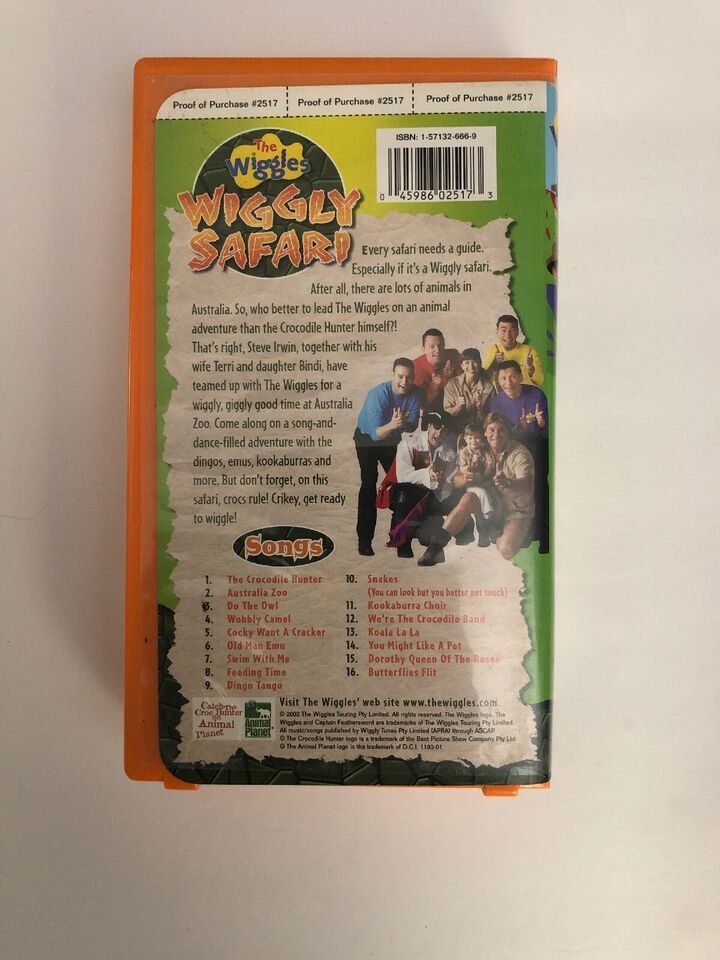 Proof of Purchase #2517
Proof of Purchase #2517
Proof of Purchase #2517
ISBN: 1-57132-666-9
0 45986 02517 3
The
Wiggles
WIGGLY
SAFARI
Every safari needs a guide.
Especially if it's a Wiggly safari.
After all, there are lots of animals in
Australia. So, who better to lead The Wiggles on an animal
adventure than the Crocodile Hunter himself?!
That's right, Steve Irwin, together with his
wife Terri and daughter Bindi, have
teamed up with The Wiggles for a
wiggly, giggly good time at Australia
Zoo. Come along on a song-and-
dance-filled adventure with the
dingos, emus, kookaburras and
more. But don't forget, on this
safari, crocs rule! Crikey, get ready
to wiggle!
Songs
1. The Crocodile Hunter
2. Australia Zoo
3. Do The Owl
4. Wobbly Camel
5. Cocky Want A Cracker
6. Old Man Emu
7. Swim With Me
8. Feeding Time
9. Dingo Tango
10. Snakes
(You can look but you better not touch)
11. Kookaburra Choir
12. We're The Crocodile Band
13. Koala La La
14. You Might Like A Pet
15. Dorothy Queen Of The Roses
16. Butterflies Flit
Catch The
Croc Hunter
on
Animal
Planet
Animal
Planet
Visit The Wiggles' web site www.thewiggles.com
© 2002 The Wiggles Touring Pty Limited. All rights reserved. The Wiggles logo, The
Wiggles and Captain Feathersword are trademarks of The Wiggles Touring Pty Limited.
All music/songs published by Wiggly Tunes Pty Limited (APRA) through ASCAP.
© The Crocodile Hunter logo is a trademark of the Best Picture Show Company Pty Ltd.
© The Animal Planet logo is the trademark of D.C.I. 1193-01